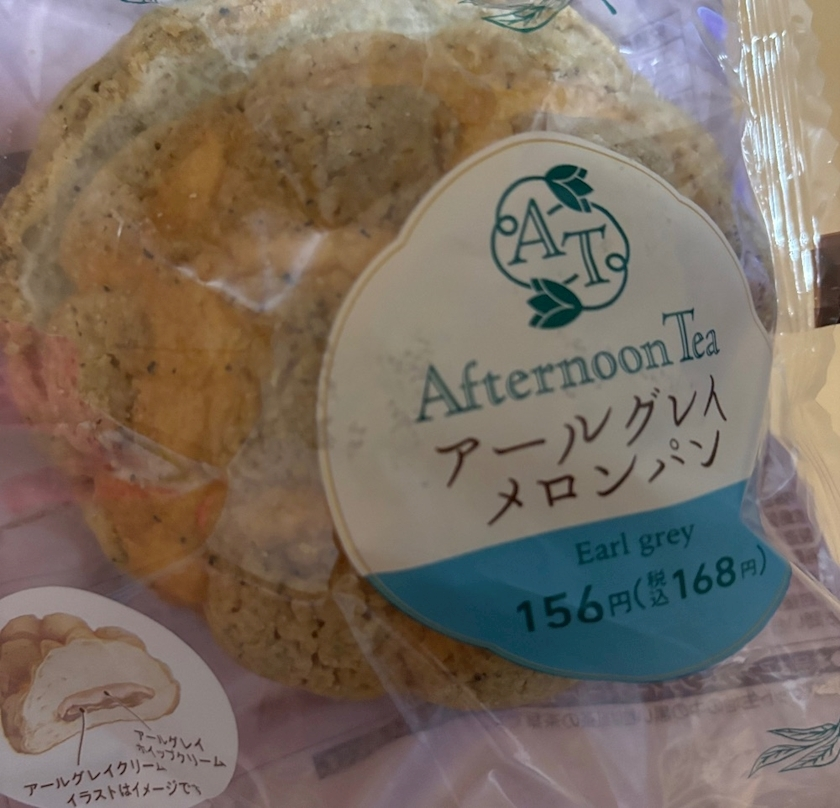 AT
Afternoon Tea
アールグレイ
メロンパン
Earl grey
156円(税込168円)
アールグレイ
ホイップクリーム
アールグレイクリーム
イラストはイメージです